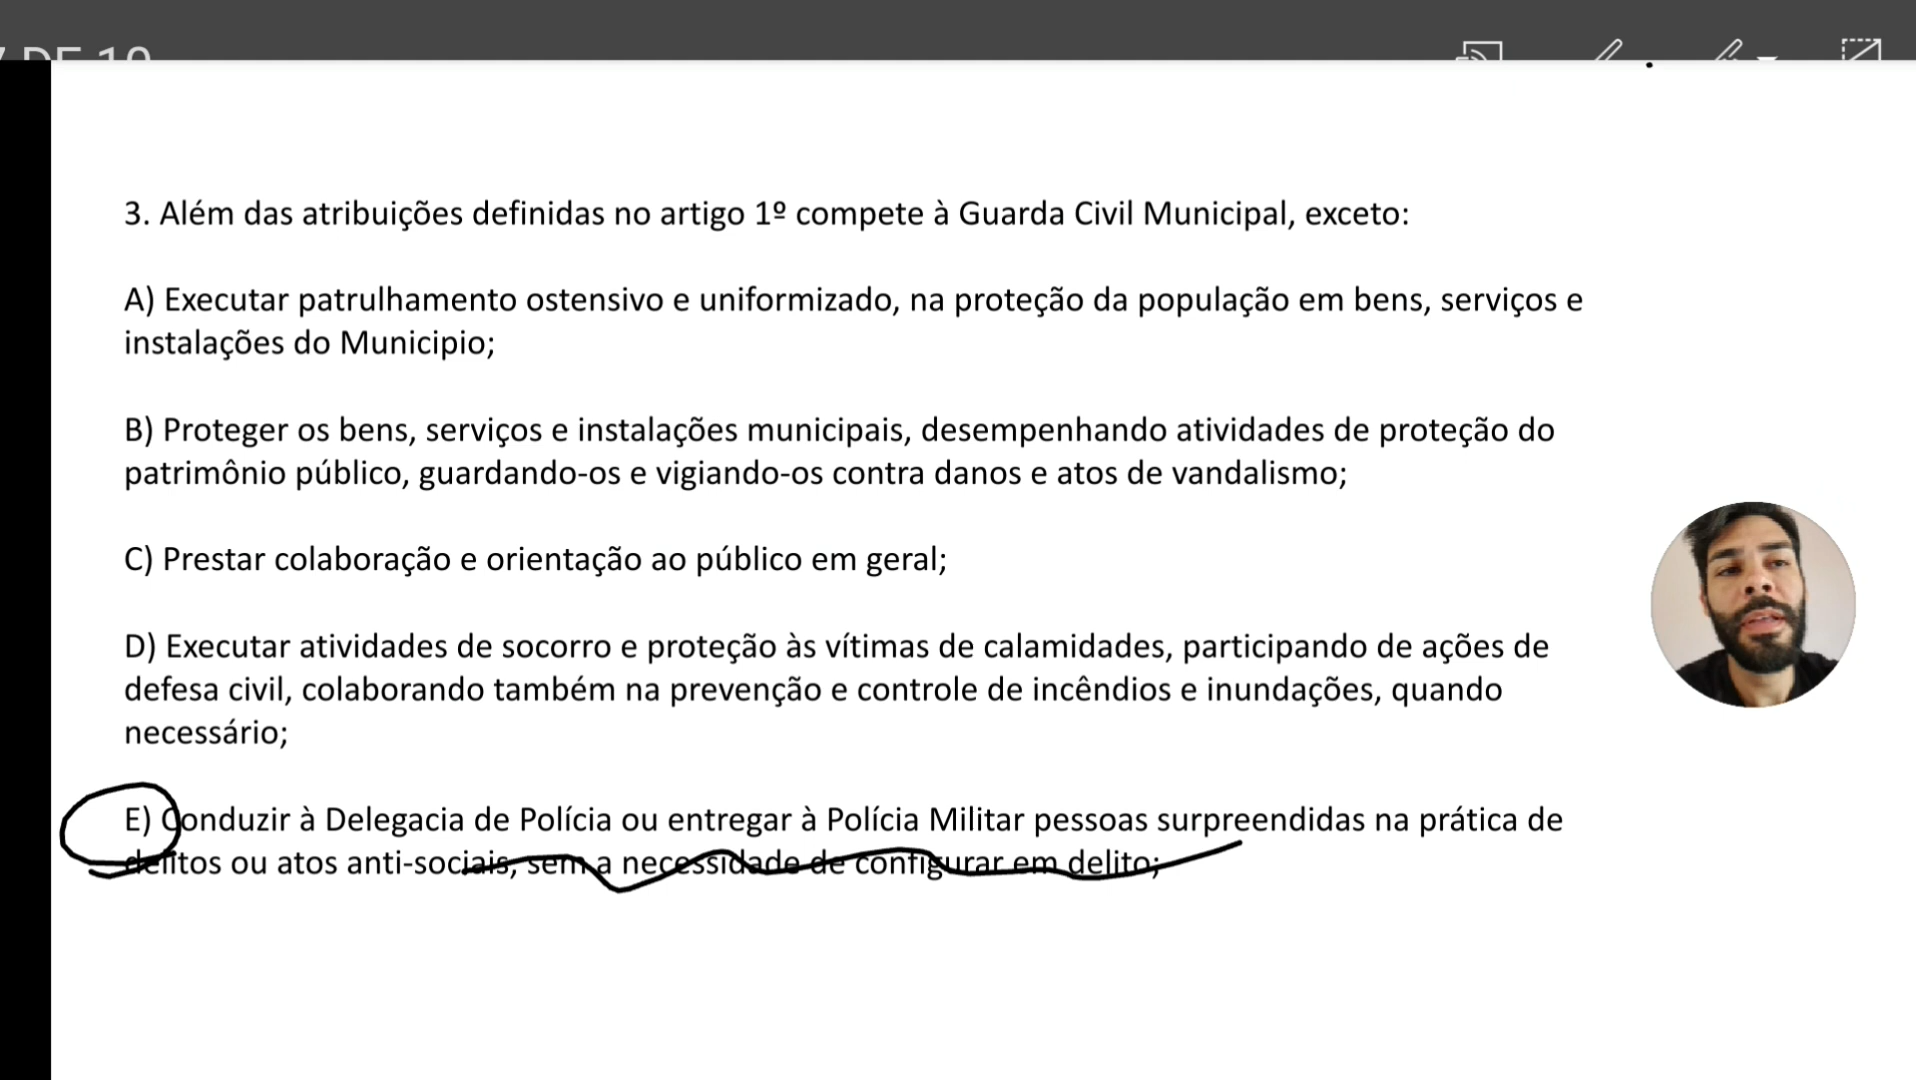 7 DE 10
3. Além das atribuições definidas no artigo 1º compete à Guarda Civil Municipal, exceto:
A) Executar patrulhamento ostensivo e uniformizado, na proteção da população em bens, serviços e
instalações do Municipio;
B) Proteger os bens, serviços e instalações municipais, desempenhando atividades de proteção do
patrimônio público, guardando-os e vigiando-os contra danos e atos de vandalismo;
C) Prestar colaboração e orientação ao público em geral;
D) Executar atividades de socorro e proteção às vítimas de calamidades, participando de ações de
defesa civil, colaborando também na prevenção e controle de incêndios e inundações, quando
necessário;
E) Conduzir à Delegacia de Polícia ou entregar à Polícia Militar pessoas surpreendidas na prática de
delitos ou atos anti-sociais, sem a necessidade de configurar em delito;